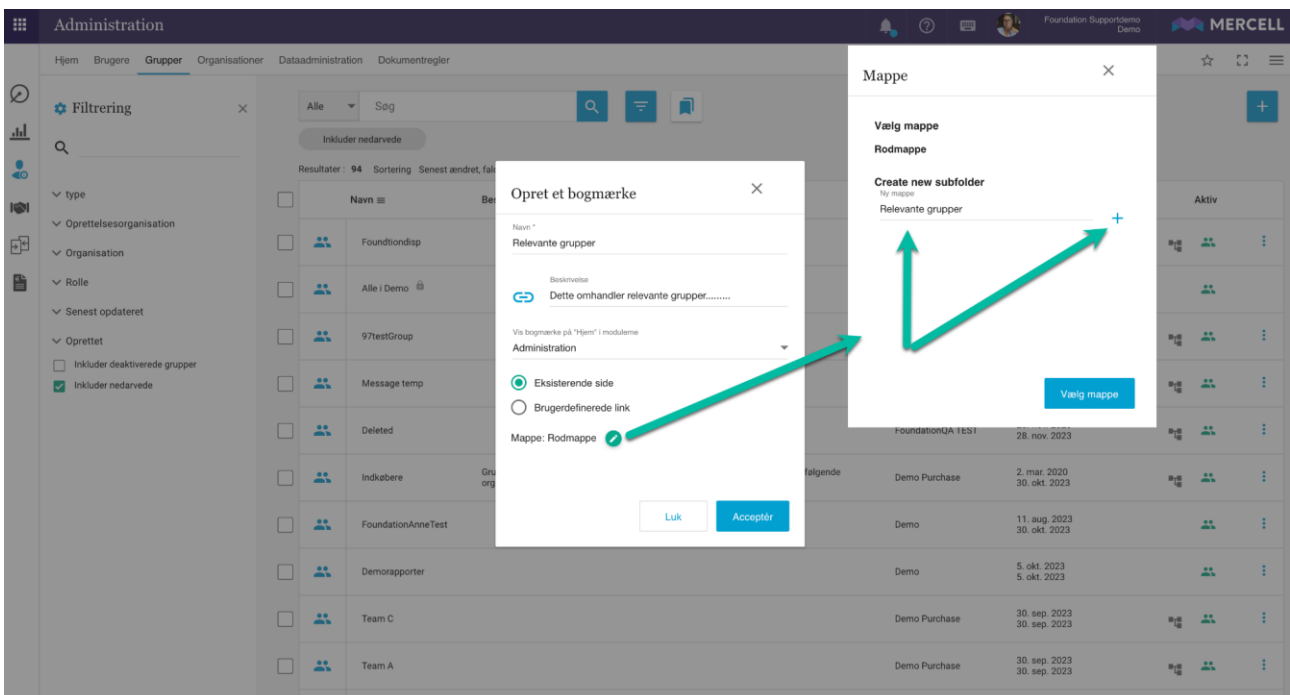 Administration
Foundation Supportdemo
Demo
MERCELL
Hjem Brugere Grupper Organisationer Dataadministration Dokumentregler
Filtrering
type
Oprettelsesorganisation
Organisation
Rolle
Senest opdateret
Oprettet
Inkluder deaktiverede grupper
Inkluder nedarvede
Alle Søg
Inkluder nedarvede
Resultater : 94 Sortering Senest ændret,
Navn
Aktiv
Foundtiondisp
Alle i Demo
97testGroup
Message temp
Deleted FoundationQA TEST
28. nov. 2023
Indkøbere Demo Purchase 2. mar. 2020
30. okt. 2023
følgende
FoundationAnneTest Demo 11. aug. 2023
30. okt. 2023
Demorapporter Demo 5. okt. 2023
5. okt. 2023
Team C Demo Purchase 30. sep. 2023
30. sep. 2023
Team A Demo Purchase 30. sep. 2023
30. sep. 2023
Opret et bogmærke
Navn *
Relevante grupper
Beskrivelse
Dette omhandler relevante grupper.........
Vis bogmærke på "Hjem" i modulerne
Administration
Eksisterende side
Brugerdefinerede link
Mappe: Rodmappe
Luk Acceptér
Mappe
Vælg mappe
Rodmappe
Create new subfolder
Ny mappe
Relevante grupper
Vælg mappe